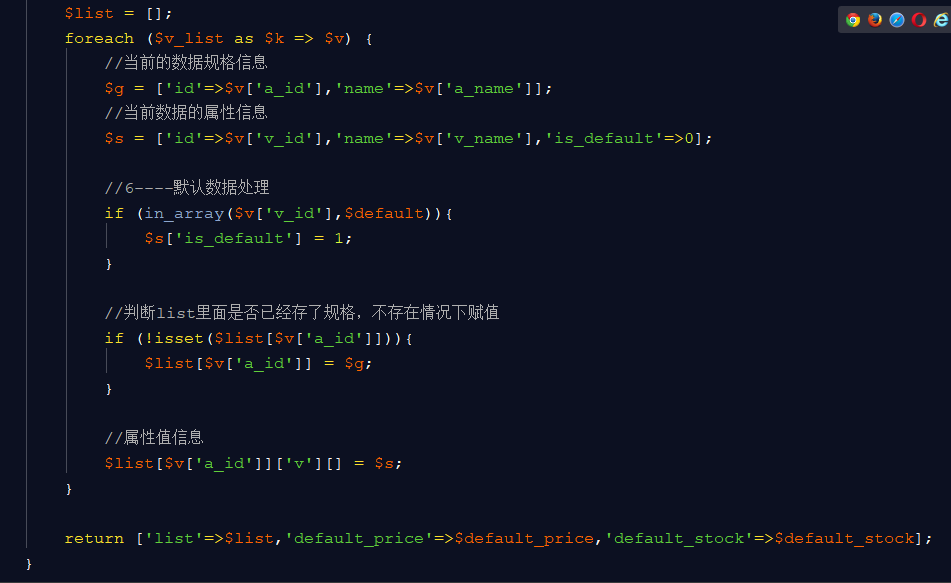 $list = [];
foreach ($v_list as $k => $v) {
//当前的数据规格信息
$g = ['id'=>$v['a_id'],'name'=>$v['a_name']];
//当前数据的属性信息
$s = ['id'=>$v['v_id'],'name'=>$v['v_name'],'is_default'=>0];
//6----默认数据处理
if (in_array($v['v_id'],$default)){
$s['is_default'] = 1;
}
//判断list里面是否已经存了规格，不存在情况下赋值
if (!isset($list[$v['a_id']])){
$list[$v['a_id']] = $g;
}
//属性值信息
$list[$v['a_id']]['v'][] = $s;
}
return ['list'=>$list,'default_price'=>$default_price,'default_stock'=>$default_stock];
}